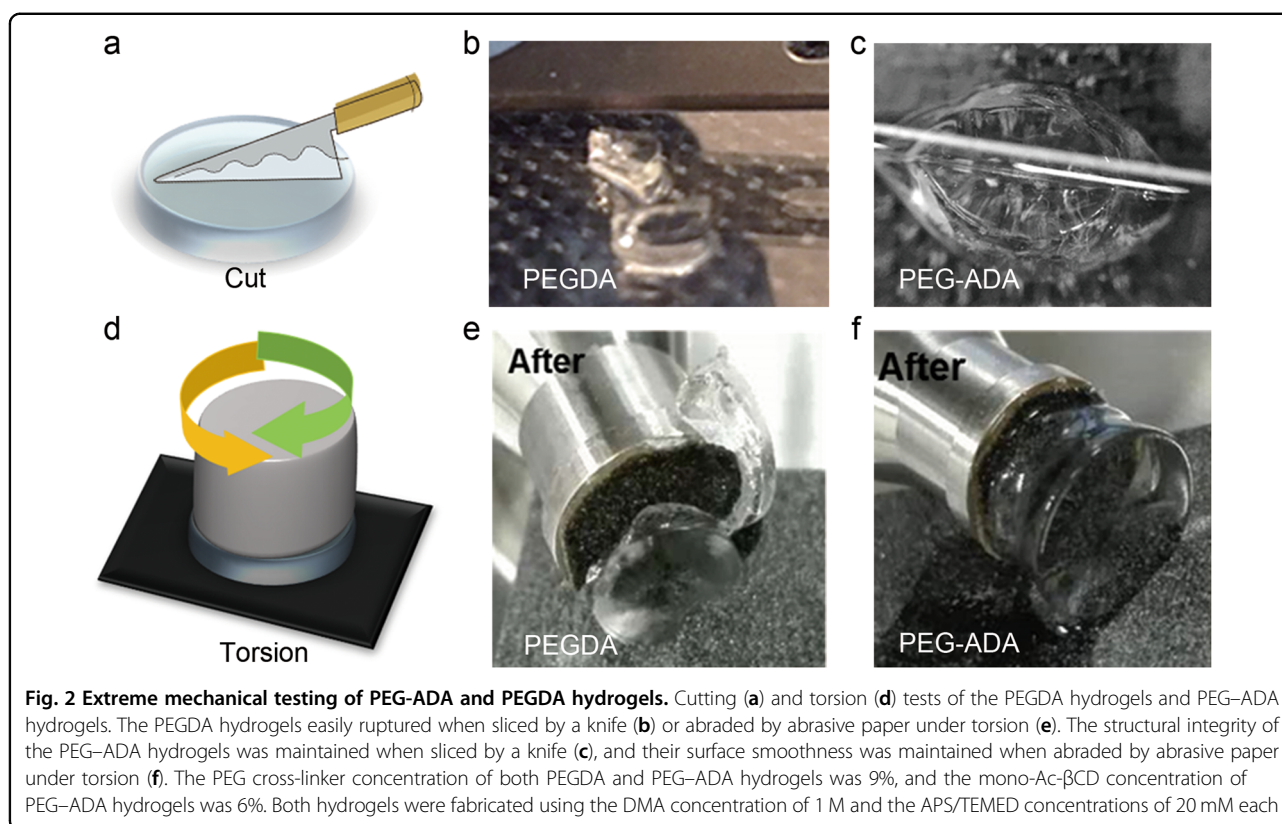 a
b
c
Cut
PEGDA
PEG-ADA
d
e
f
After
After
Torsion
PEGDA
PEG-ADA
Fig. 2 Extreme mechanical testing of PEG-ADA and PEGDA hydrogels. Cutting (a) and torsion (d) tests of the PEGDA hydrogels and PEG–ADA
hydrogels. The PEGDA hydrogels easily ruptured when sliced by a knife (b) or abraded by abrasive paper under torsion (e). The structural integrity of
the PEG–ADA hydrogels was maintained when sliced by a knife (c), and their surface smoothness was maintained when abraded by abrasive paper
under torsion (f). The PEG cross-linker concentration of both PEGDA and PEG–ADA hydrogels was 9%, and the mono-Ac-βCD concentration of
PEG–ADA hydrogels was 6%. Both hydrogels were fabricated using the DMA concentration of 1 M and the APS/TEMED concentrations of 20 mM each